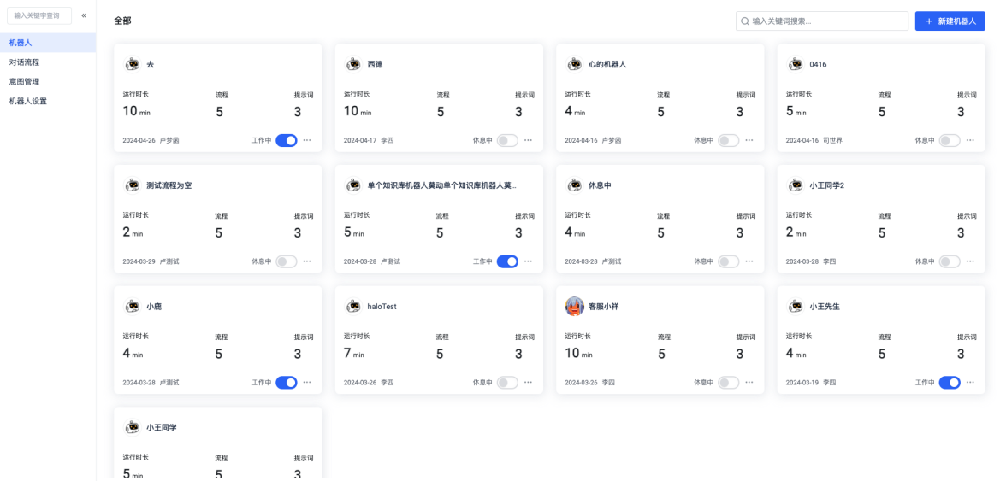 输入关键字查询 «
全部
输入关键词搜索...
+ 新建机器人
机器人
对话流程
意图管理
机器人设置
去
运行时长 流程 提示词
10 min 5 3
2024-04-26 卢梦函 工作中 ···
西德
运行时长 流程 提示词
10 min 5 3
2024-04-17 李四 休息中 ···
心的机器人
运行时长 流程 提示词
4 min 5 3
2024-04-16 卢梦函 休息中 ···
0416
运行时长 流程 提示词
5 min 5 3
2024-04-16 司世界 休息中 ···
测试流程为空
运行时长 流程 提示词
2 min 5 3
2024-03-29 卢测试 休息中 ···
单个知识库机器人莫动单个知识库机器人莫...
运行时长 流程 提示词
5 min 5 3
2024-03-28 卢测试 工作中 ···
休息中
运行时长 流程 提示词
4 min 5 3
2024-03-28 卢测试 休息中 ···
小王同学2
运行时长 流程 提示词
2 min 5 3
2024-03-28 李四 休息中 ···
小鹿
运行时长 流程 提示词
4 min 5 3
2024-03-28 卢测试 工作中 ···
haloTest
运行时长 流程 提示词
7 min 5 3
2024-03-26 李四 休息中 ···
客服小祥
运行时长 流程 提示词
10 min 5 3
2024-03-26 李四 休息中 ···
小王先生
运行时长 流程 提示词
4 min 5 3
2024-03-19 李四 工作中 ···
小王同学
运行时长 流程 提示词
5 min 5 3